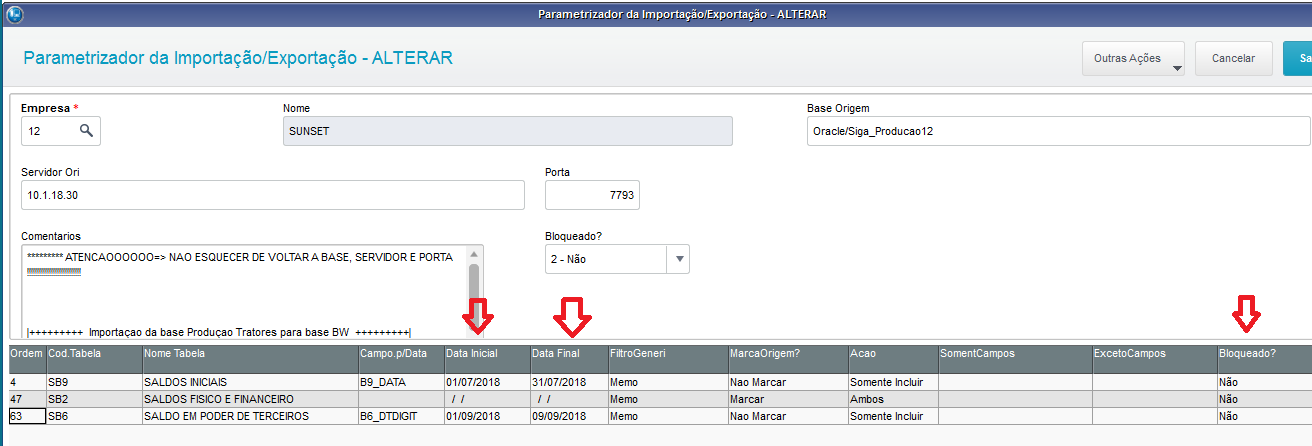 Parametrizador da Importação/Exportação - ALTERAR
Parametrizador da Importação/Exportação - ALTERAR
Outras Ações
Cancelar
Sa
Empresa *
Nome
Base Origem
12
SUNSET
Oracle/Siga_Producao12
Servidor Ori
Porta
10.1.18.30
7793
Comentarios
Bloqueado?
********* ATENCAOOOOOO=> NAO ESQUECER DE VOLTAR A BASE, SERVIDOR E PORTA
2 - Não
|+++++++++ Importaçao da base Produçao Tratores para base BW +++++++++|
Ordem Cod.Tabela Nome Tabela Campo.p/Data Data Inicial Data Final FiltroGeneri MarcaOrigem? Acao SomentCampos ExcetoCampos Bloqueado?
4 SB9 SALDOS INICIAIS B9_DATA 01/07/2018 31/07/2018 Memo Nao Marcar Somente Incluir Não
47 SB2 SALDOS FISICO E FINANCEIRO / / / / Memo Marcar Ambos Não
63 SB6 SALDO EM PODER DE TERCEIROS B6_DTDIGIT 01/09/2018 09/09/2018 Memo Nao Marcar Somente Incluir Não